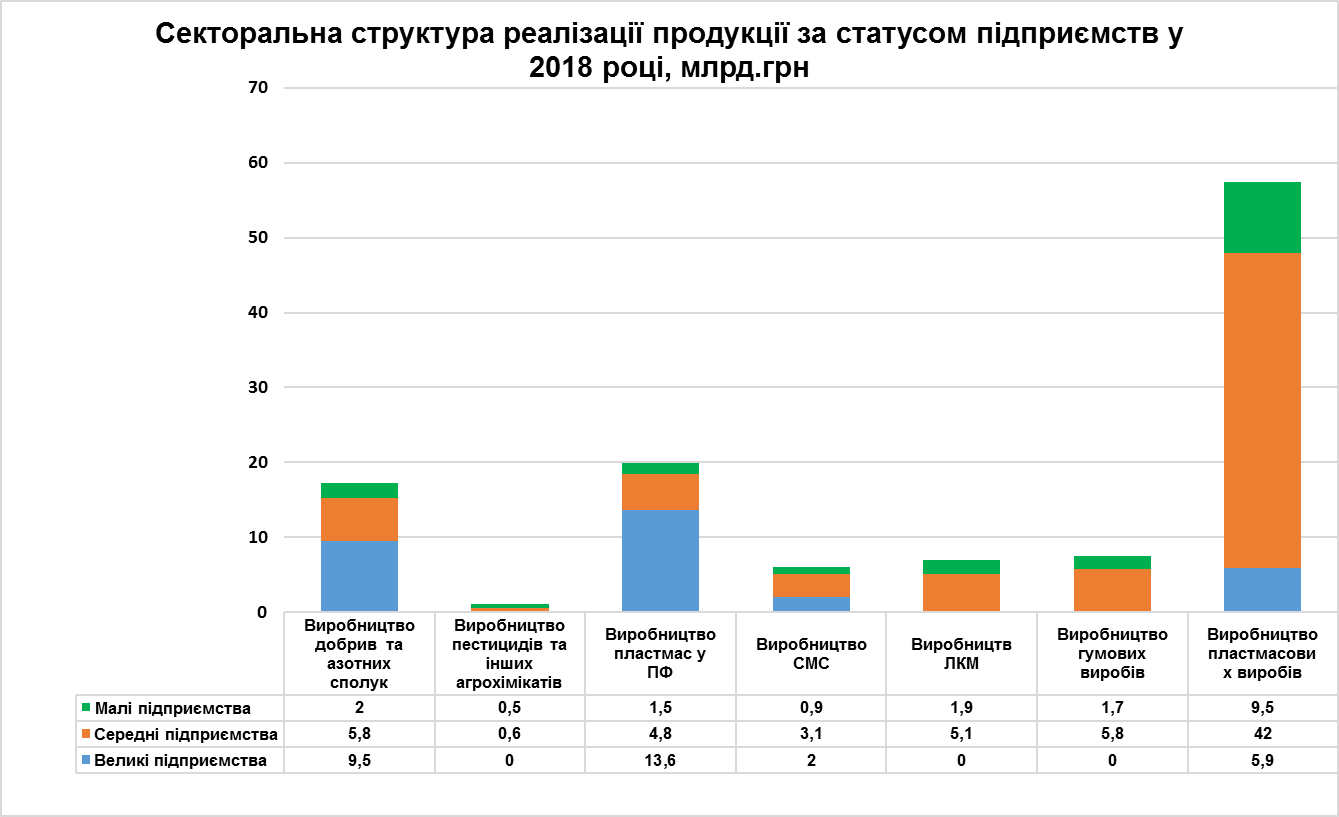 Секторальна структура реалізації продукції за статусом підприємств у
2018 році, млрд.грн
70
60
50
40
30
20
10
0
Виробництво
добрив та
азотних
сполук
Виробництво
пестицидів та
інших
агрохімікатів
Виробництво
пластмас у
ПФ
Виробництво
СМС
Виробництв
ЛКМ
Виробництво
гумових
виробів
Виробництво
пластмасови
х виробів
Малі підприємства 2 0,5 1,5 0,9 1,9 1,7 9,5
Середні підприємства 5,8 0,6 4,8 3,1 5,1 5,8 42
Великі підприємства 9,5 0 13,6 2 0 0 5,9